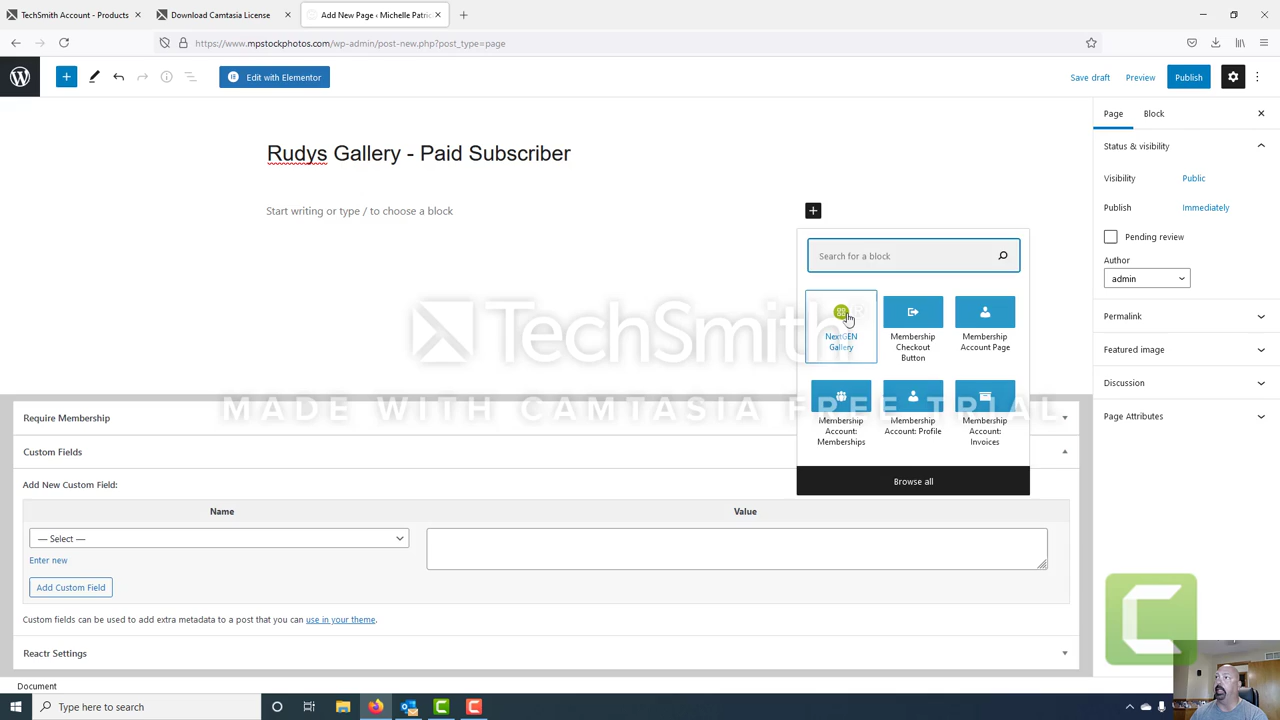 TechSmith Account - Products
Download Camtasia License
Add New Page ‹ Michelle Patric
https://www.mpstockphotos.com/wp-admin/post-new.php?post_type=page
Edit with Elementor
Save draft
Preview
Publish
Page
Block
Rudys Gallery - Paid Subscriber
Status & visibility
Visibility
Public
Start writing or type / to choose a block
Publish
Immediately
Pending review
Search for a block
Author
admin
NextGEN
Gallery
Membership
Checkout
Button
Membership
Account Page
Permalink
Featured image
Discussion
Page Attributes
TechSmith
MADE WITH CAMTASIA FREE TRIAL
Membership
Account:
Memberships
Membership
Account: Profile
Membership
Account:
Invoices
Browse all
Require Membership
Custom Fields
Add New Custom Field:
Name
Value
— Select —
Enter new
Add Custom Field
Custom fields can be used to add extra metadata to a post that you can use in your theme.
Reactr Settings
Document
Type here to search